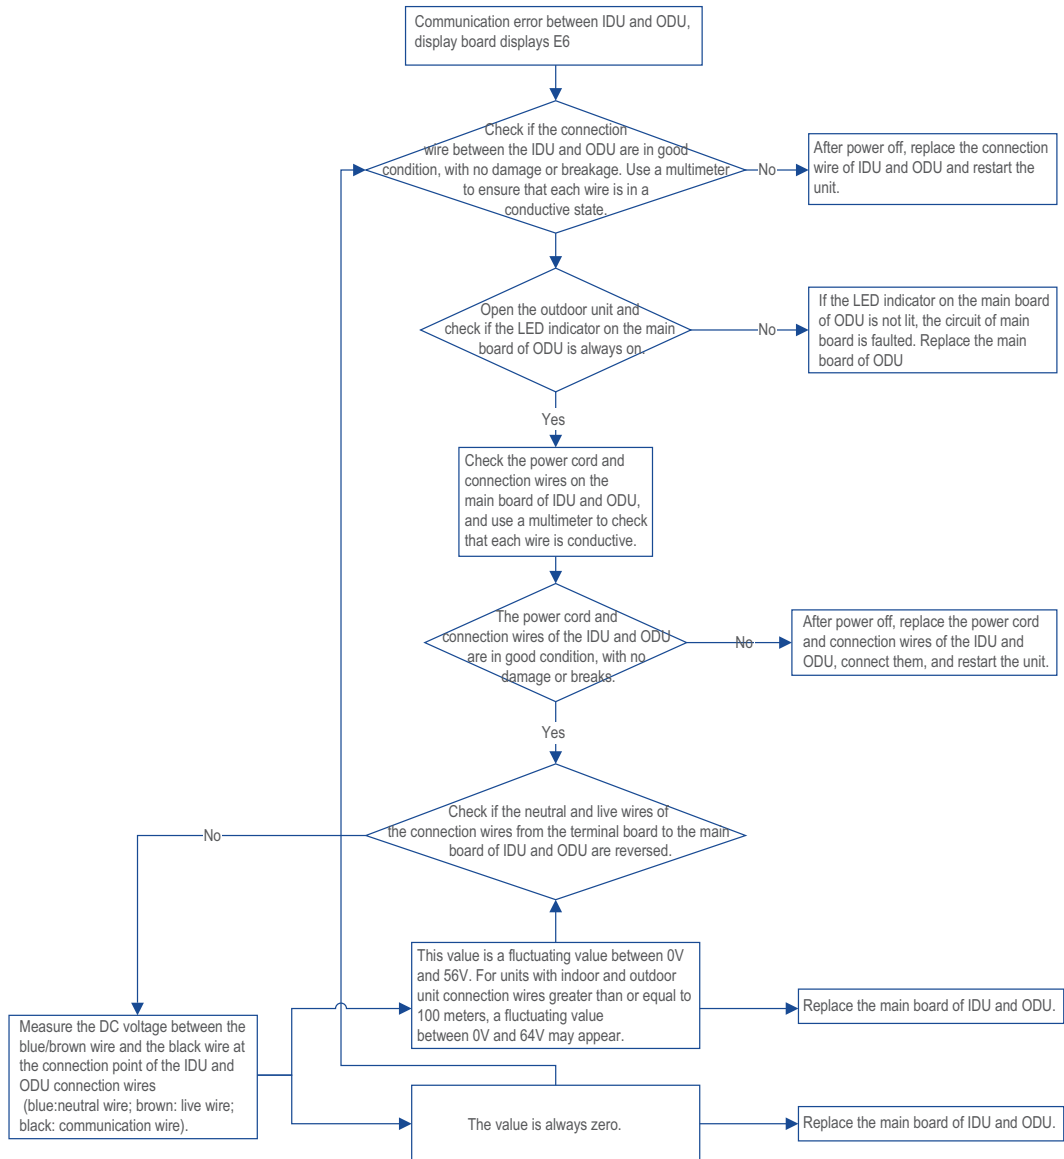 Communication error between IDU and ODU,
display board displays E6
Check if the connection
wire between the IDU and ODU are in good
condition, with no damage or breakage. Use a multimeter
to ensure that each wire is in a
conductive state.
No
After power off, replace the connection
wire of IDU and ODU and restart the
unit.
Open the outdoor unit and
check if the LED indicator on the main
board of ODU is always on.
No
If the LED indicator on the main board
of ODU is not lit, the circuit of main
board is faulted. Replace the main
board of ODU
Yes
Check the power cord and
connection wires on the
main board of IDU and ODU,
and use a multimeter to check
that each wire is conductive.
The power cord and
connection wires of the IDU and ODU
are in good condition, with no
damage or breaks.
No
After power off, replace the power cord
and connection wires of the IDU and
ODU, connect them, and restart the unit.
Yes
Check if the neutral and live wires of
the connection wires from the terminal board to the main
board of IDU and ODU are reversed.
No
This value is a fluctuating value between 0V
and 56V. For units with indoor and outdoor
unit connection wires greater than or equal to
100 meters, a fluctuating value
between 0V and 64V may appear.
Replace the main board of IDU and ODU.
Measure the DC voltage between the
blue/brown wire and the black wire at
the connection point of the IDU and
ODU connection wires
(blue:neutral wire; brown: live wire;
black: communication wire).
The value is always zero.
Replace the main board of IDU and ODU.